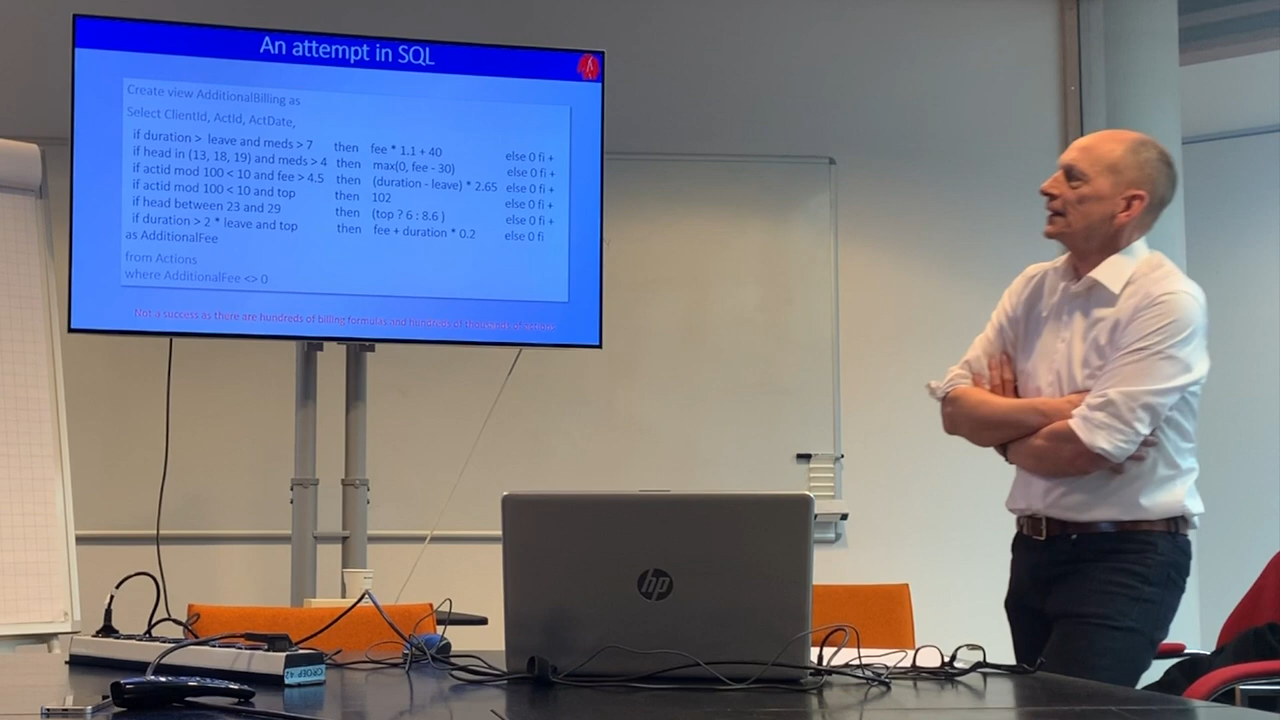 An attempt in SQL
Create view AdditionalBilling as
Select ClientId, ActId, ActDate,
if duration > leave and meds > 7 then fee * 1.1 + 40 else 0 fi +
if head in (13, 18, 19) and meds > 4 then max(0, fee - 30) else 0 fi +
if actid mod 100 < 10 and fee > 4.5 then (duration - leave) * 2.65 else 0 fi +
if actid mod 100 < 10 and top then 102 else 0 fi +
if head between 23 and 29 then (top ? 6 : 8.6 ) else 0 fi +
if duration > 2 * leave and top then fee + duration * 0.2 else 0 fi
as AdditionalFee
from Actions
where AdditionalFee <> 0
Not a success as there are hundreds of billing formulas and hundreds of thousands of actions
hp
GROEP 42